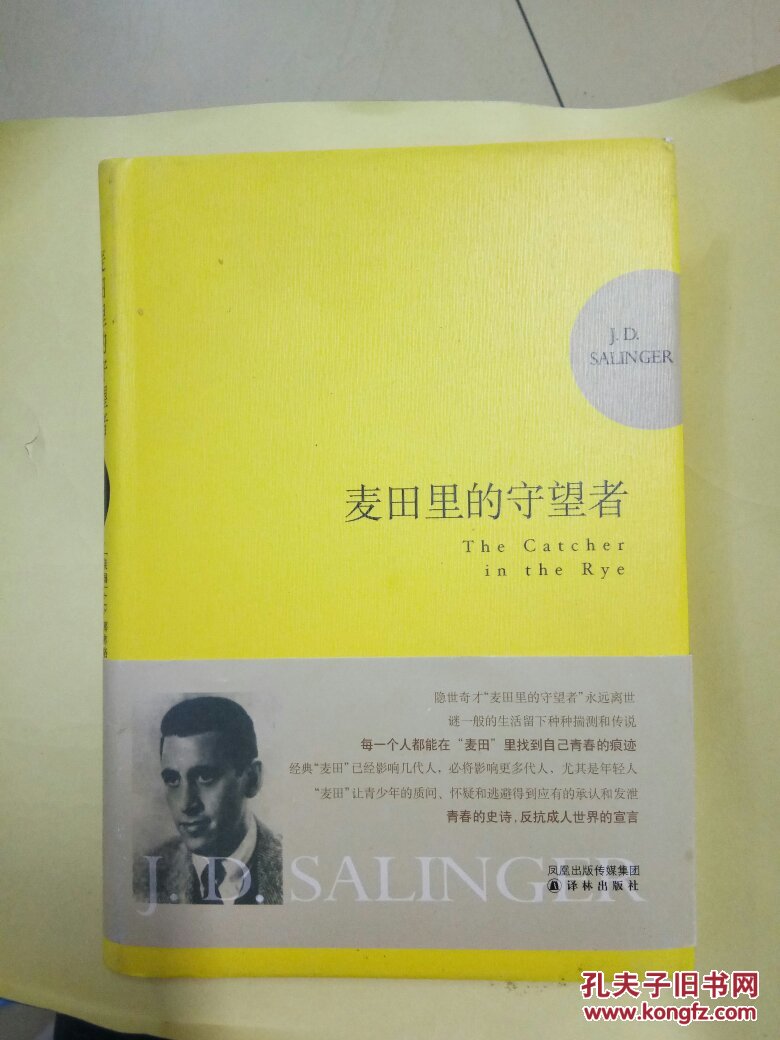 J. D.
SALINGER
麦田里的守望者
The Catcher
in the Rye
麦田里的守望者
隐世奇才“麦田里的守望者”永远离世
谜一般的生活留下种种揣测和传说
每一个人都能在“麦田”里找到自己青春的痕迹
经典“麦田”已经影响几代人，必将影响更多代人，尤其是年轻人
“麦田”让青少年的质问、怀疑和逃避得到应有的承认和发泄
青春的史诗，反抗成人世界的宣言
J. D. SALINGER
凤凰出版传媒集团
译林出版社
孔夫子旧书网
www.kongfz.com